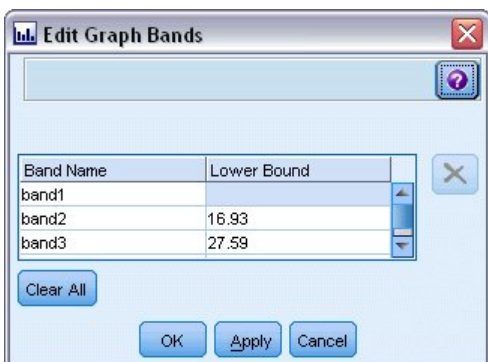 Edit Graph Bands
Band Name Lower Bound
band1
band2 16.93
band3 27.59
Clear All
OK Apply Cancel